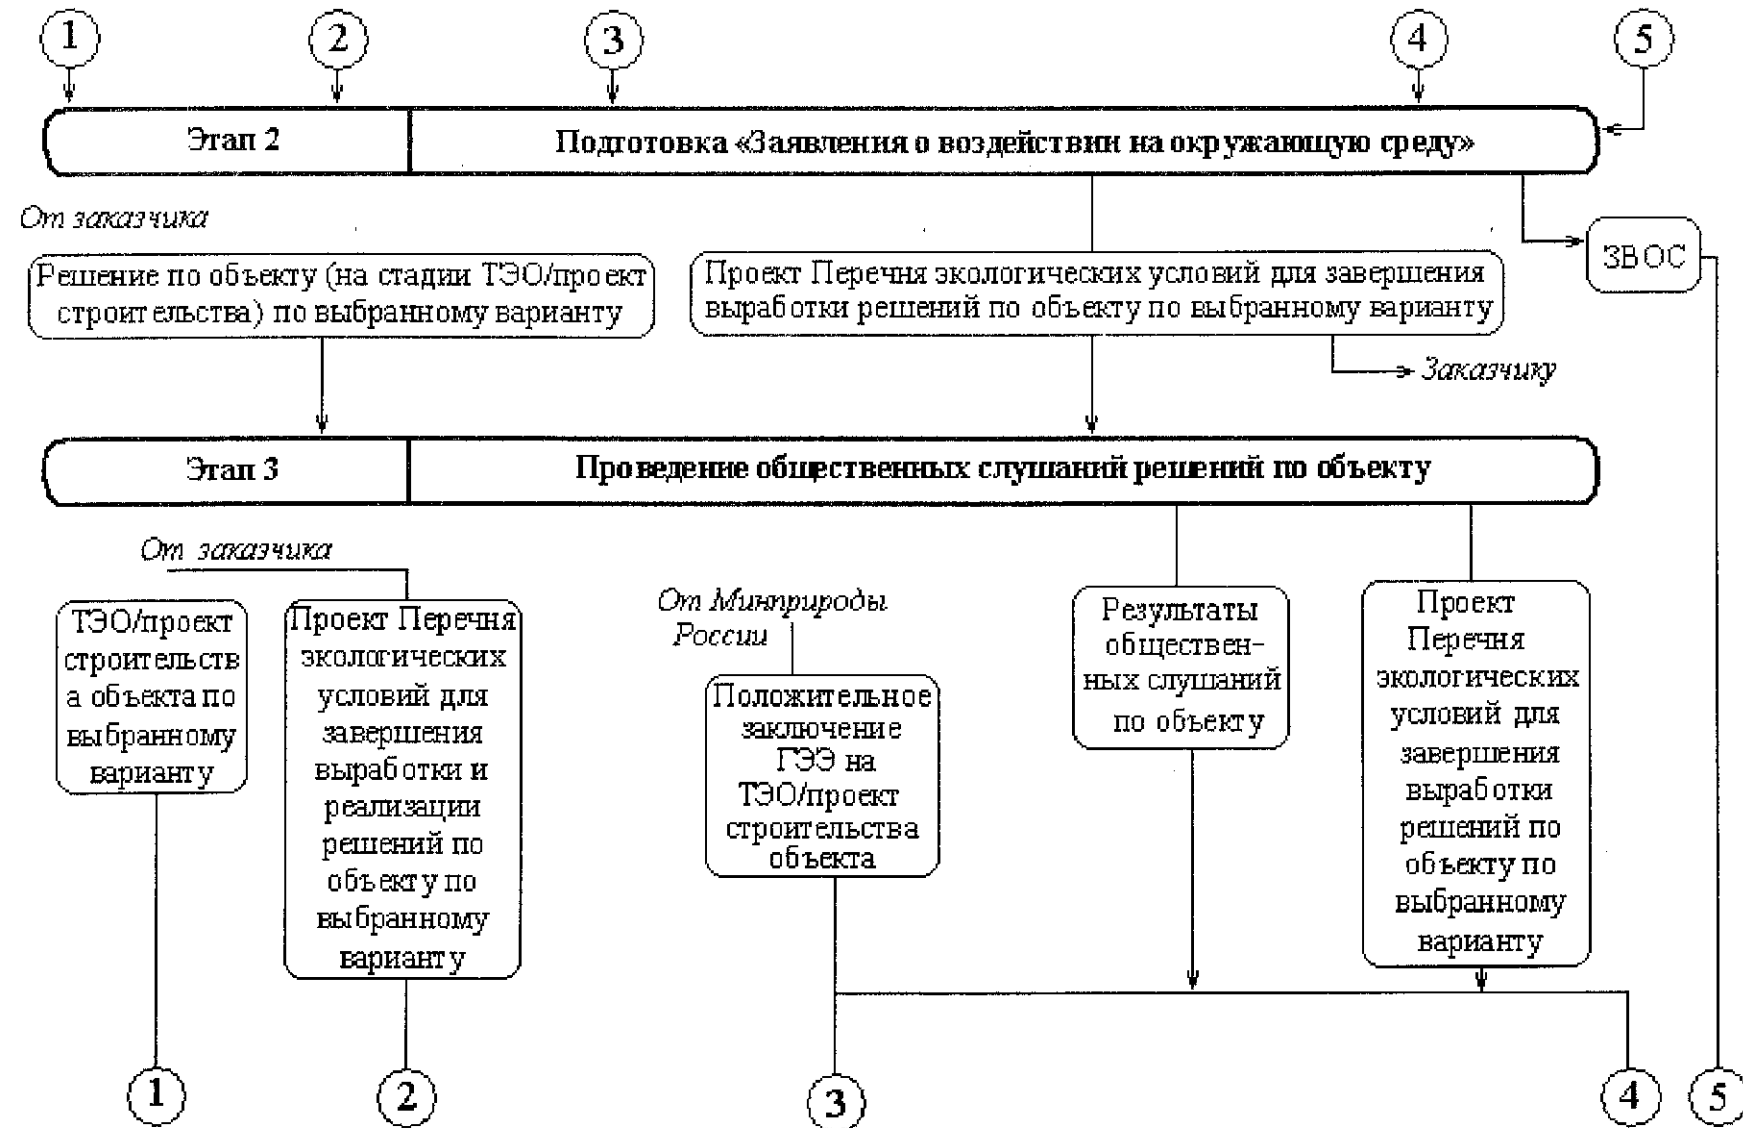 1
2
3
4
5
Этап 2
Подготовка «Заявления о воздействии на окружающую среду»
От заказчика
Решение по объекту (на стадии ТЭО/проект
строительства) по выбранному варианту
Проект Перечня экологических условий для завершения
выработки решений по объекту по выбранному варианту
ЗВОС
Заказчику
Этап 3
Проведение общественных слушаний решений по объекту
От заказчика
ТЭО/проект
строительств
а объекта по
выбранному
варианту
Проект Перечня
экологических
условий для
завершения
выработки и
реализации
решений по
объекту по
выбранному
варианту
От Минприроды
России
Положительное
заключение
ГЭЭ на
ТЭО/проект
строительства
объекта
Результаты
обществен-
ных слушаний
по объекту
Проект
Перечня
экологических
условий для
завершения
выработки
решений по
объекту по
выбранному
варианту
1
2
3
4
5